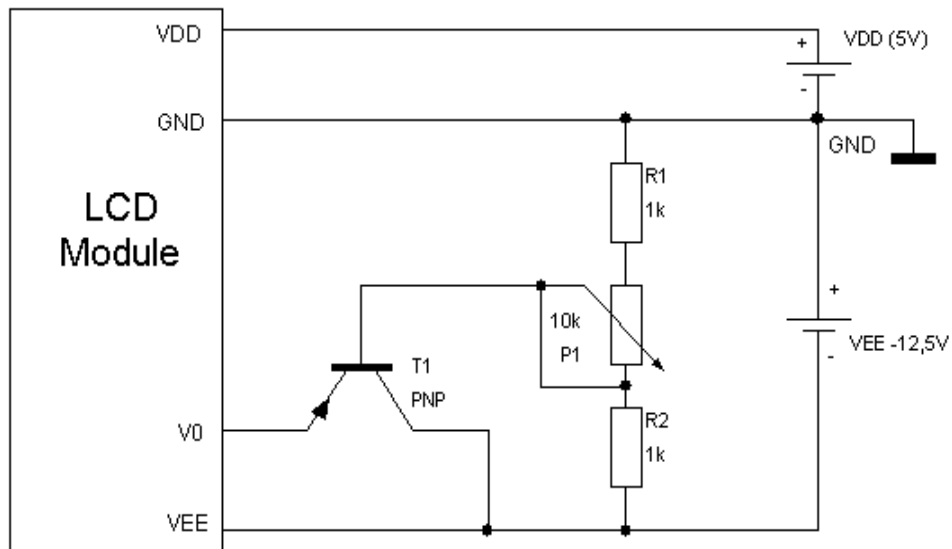 VDD
+
VDD (5V)
-
GND
GND
R1
1k
LCD
Module
10k
P1
+
VEE -12,5V
-
T1
PNP
R2
1k
V0
VEE